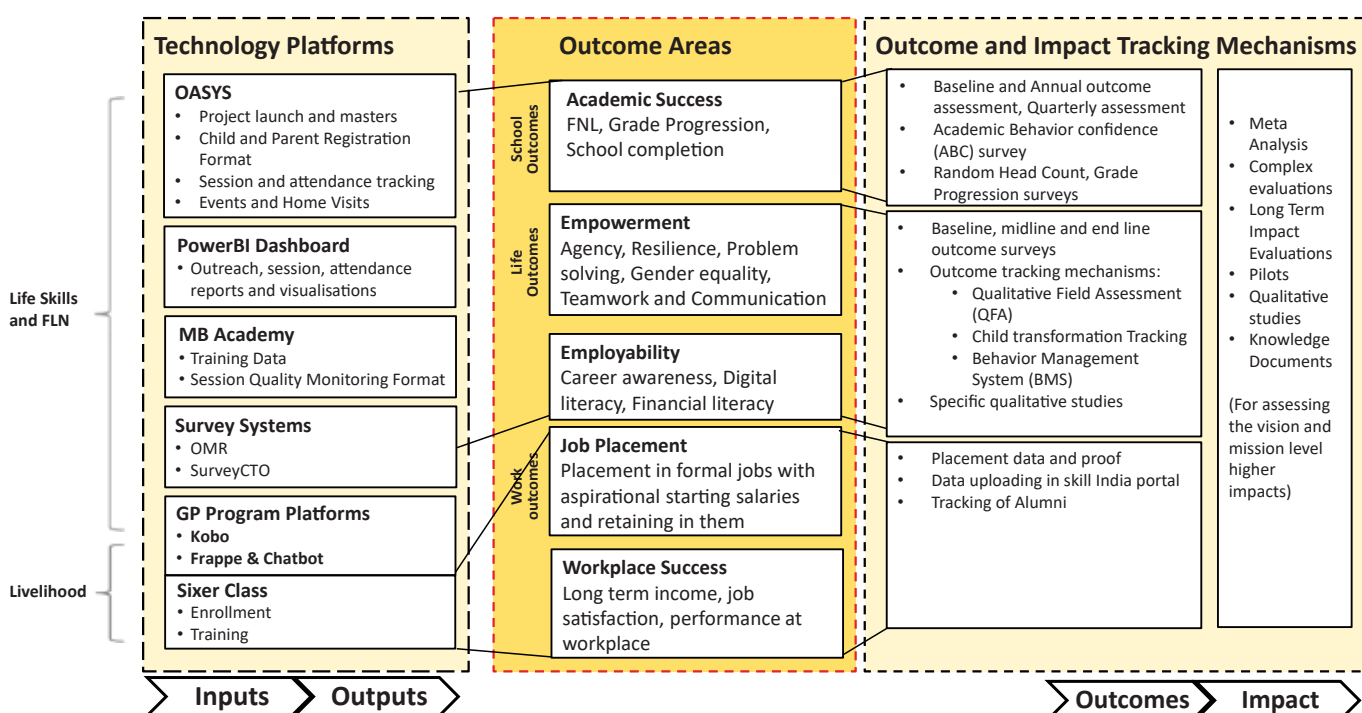 Technology Platforms
OASYS
• Project launch and masters
• Child and Parent Registration
Format
• Session and attendance tracking
• Events and Home Visits
PowerBI Dashboard
• Outreach, session, attendance
reports and visualisations
MB Academy
• Training Data
• Session Quality Monitoring Format
Survey Systems
• OMR
• SurveyCTO
GP Program Platforms
• Kobo
• Frappe & Chatbot
Sixer Class
• Enrollment
• Training
Life Skills
and FLN
Livelihood
Inputs
Outputs
Outcome Areas
School
Outcomes
Academic Success
FNL, Grade Progression,
School completion
Life
Outcomes
Empowerment
Agency, Resilience, Problem
solving, Gender equality,
Teamwork and Communication
Employability
Career awareness, Digital
literacy, Financial literacy
Work
outcomes
Job Placement
Placement in formal jobs with
aspirational starting salaries
and retaining in them
Workplace Success
Long term income, job
satisfaction, performance at
workplace
Outcome and Impact Tracking Mechanisms
• Baseline and Annual outcome
assessment, Quarterly assessment
• Academic Behavior confidence
(ABC) survey
• Random Head Count, Grade
Progression surveys
• Baseline, midline and end line
outcome surveys
• Outcome tracking mechanisms:
• Qualitative Field Assessment
(QFA)
• Child transformation Tracking
• Behavior Management
System (BMS)
• Specific qualitative studies
• Placement data and proof
• Data uploading in skill India portal
• Tracking of Alumni
• Meta
Analysis
• Complex
evaluations
• Long Term
Impact
Evaluations
• Pilots
• Qualitative
studies
• Knowledge
Documents
(For assessing
the vision and
mission level
higher
impacts)
Outcomes
Impact